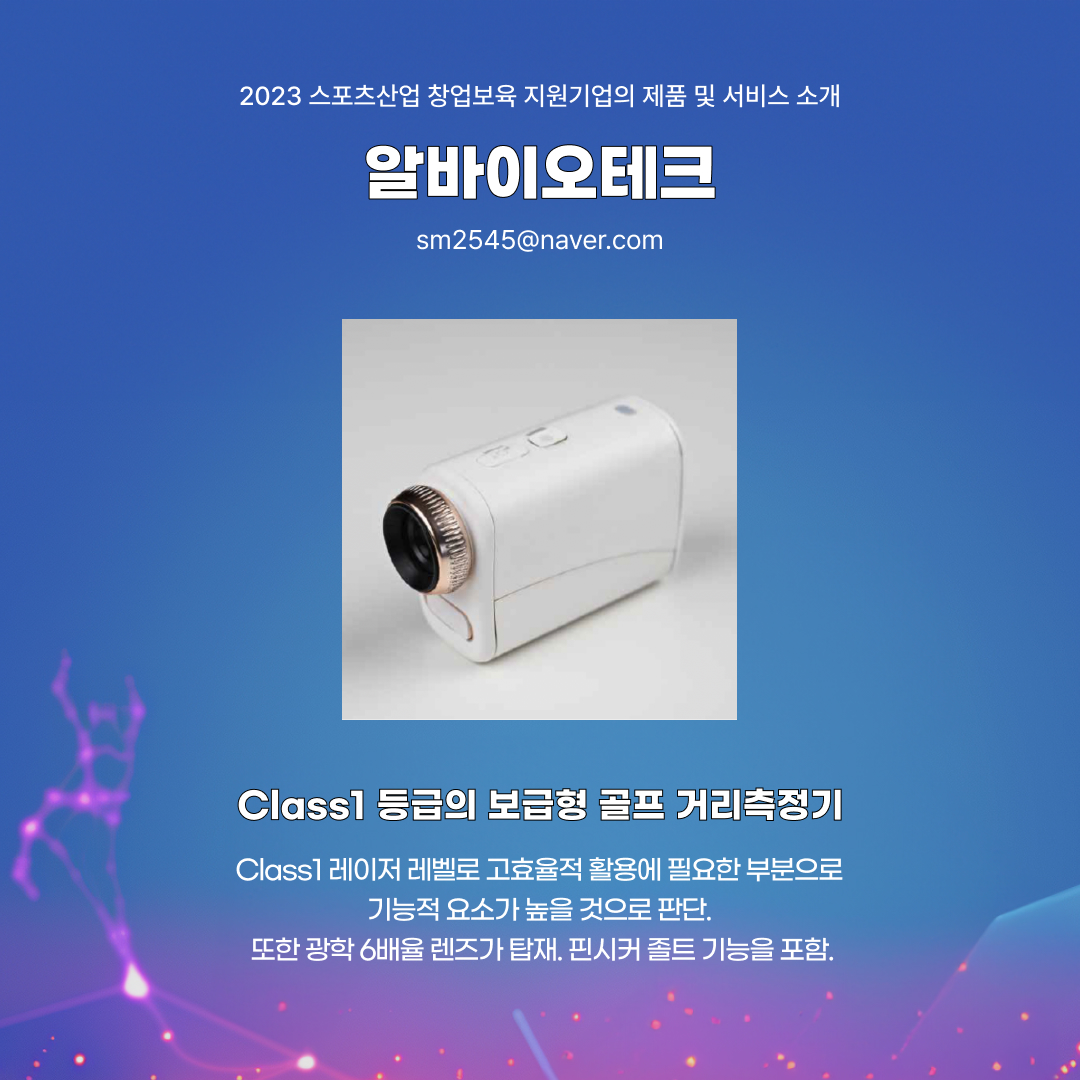 2023 스포츠산업 창업보육 지원기업의 제품 및 서비스 소개
알바이오테크
sm2545@naver.com
Class1 등급의 보급형 골프 거리측정기
Class1 레이저 레벨로 고효율적 활용에 필요한 부분으로
기능적 요소가 높을 것으로 판단.
또한 광학 6배율 렌즈가 탑재. 핀시커 졸트 기능을 포함.